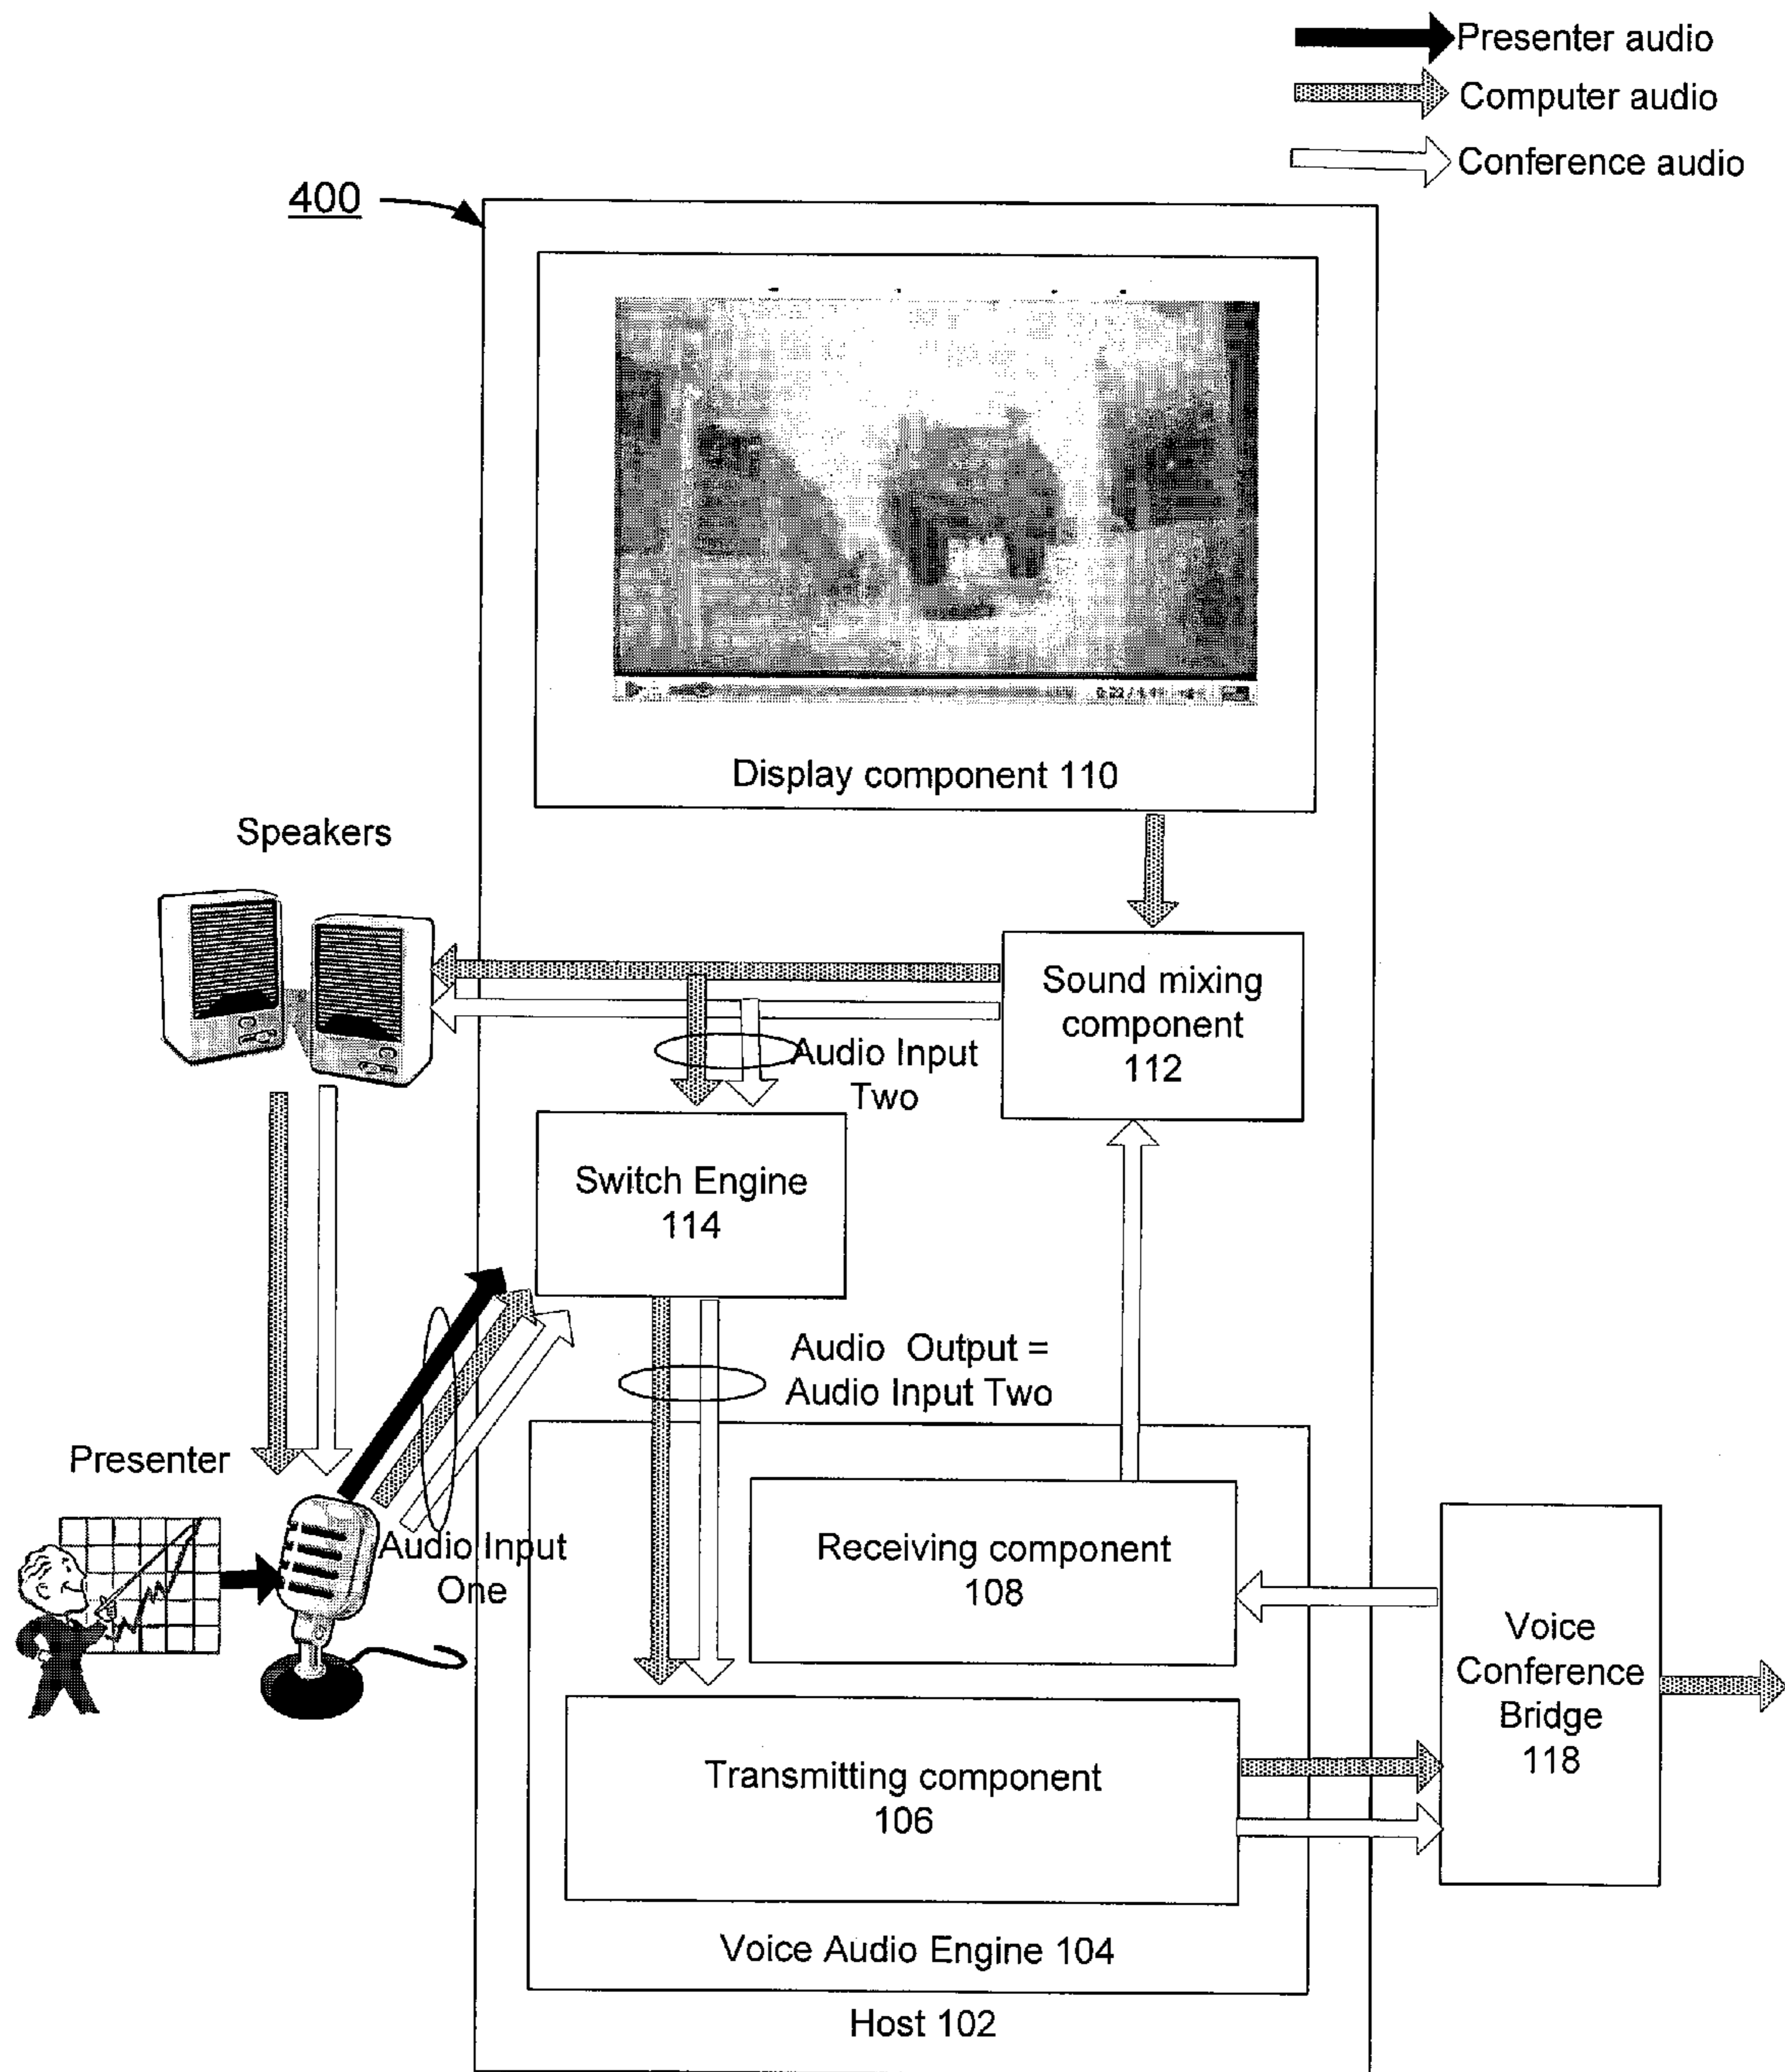 Presenter audio
Computer audio
Conference audio
400
Display component 110
Speakers
Sound mixing
component
112
Audio Input
Two
Switch Engine
114
Audio Output =
Audio Input Two
Presenter
Audio Input
One
Receiving component
108
Voice
Conference
Bridge
118
Transmitting component
106
Voice Audio Engine 104
Host 102